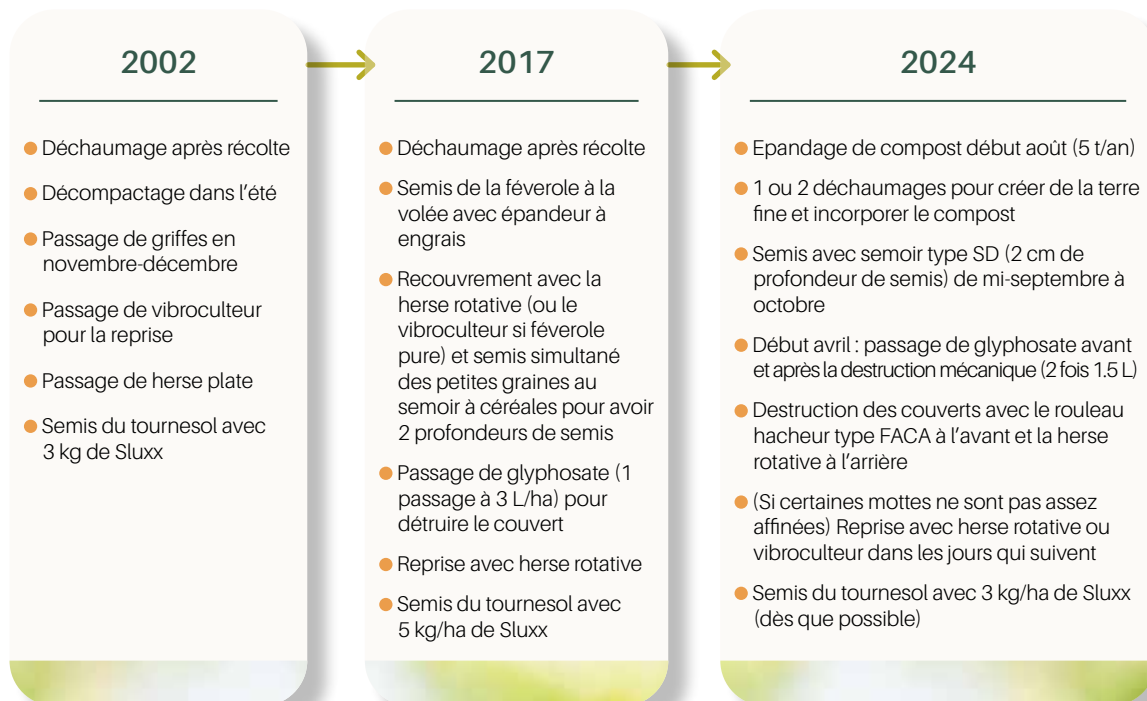 2002
Déchaumage après récolte
Décompactage dans l'été
Passage de griffes en
novembre-décembre
Passage de vibroculteur
pour la reprise
Passage de herse plate
Semis du tournesol avec
3 kg de Sluxx
2017
Déchaumage après récolte
Semis de la féverole à la
volée avec épandeur à
engrais
Recouvrement avec la
herse rotative (ou le
vibroculteur si féverole
pure) et semis simultané
des petites graines au
semoir à céréales pour avoir
2 profondeurs de semis
Passage de glyphosate (1
passage à 3 L/ha) pour
détruire le couvert
Reprise avec herse rotative
Semis du tournesol avec
5 kg/ha de Sluxx
2024
Epandage de compost début août (5 t/an)
1 ou 2 déchaumages pour créer de la terre
fine et incorporer le compost
Semis avec semoir type SD (2 cm de
profondeur de semis) de mi-septembre à
octobre
Début avril : passage de glyphosate avant
et après la destruction mécanique (2 fois 1.5 L)
Destruction des couverts avec le rouleau
hacheur type FACA à l'avant et la herse
rotative à l'arrière
(Si certaines mottes ne sont pas assez
affinées) Reprise avec herse rotative ou
vibroculteur dans les jours qui suivent
Semis du tournesol avec 3 kg/ha de Sluxx
(dès que possible)